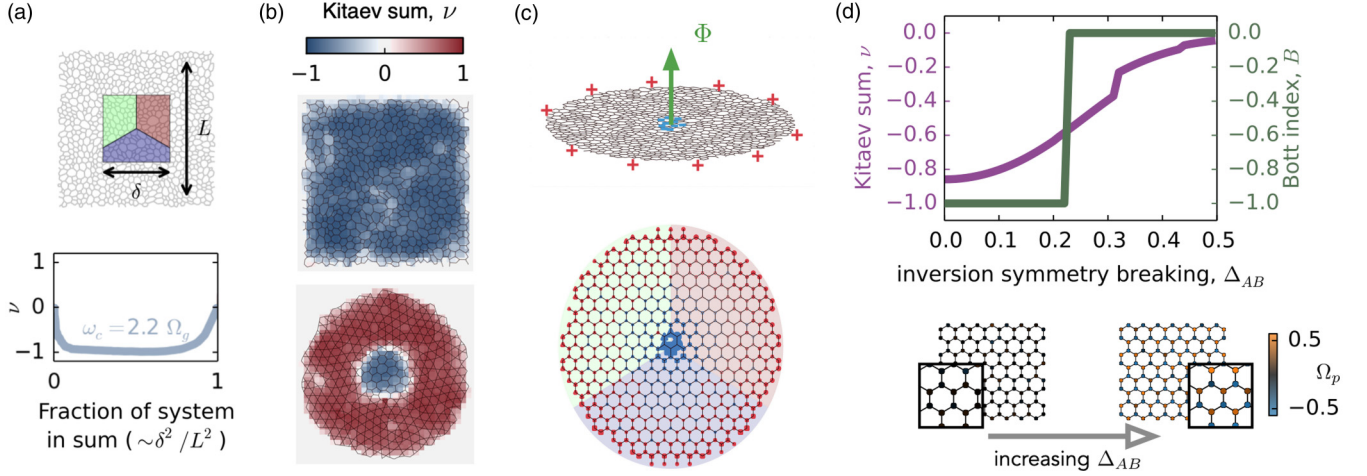 (a)
L
δ
1
0
−1
ν
ω_c = 2.2 Ω_g
0
1
Fraction of system
in sum (∼δ²/L²)
(b)
Kitaev sum, ν
−1
0
1
(c)
Φ
+ + + + + + + + + +
(d)
0.0
−0.2
−0.4
−0.6
−0.8
−1.0
Kitaev sum, ν
0.0
−0.2
−0.4
−0.6
−0.8
−1.0
Bott index, B
0.0 0.1 0.2 0.3 0.4 0.5
inversion symmetry breaking, Δ_AB
0.5
Ω_p
−0.5
increasing Δ_AB